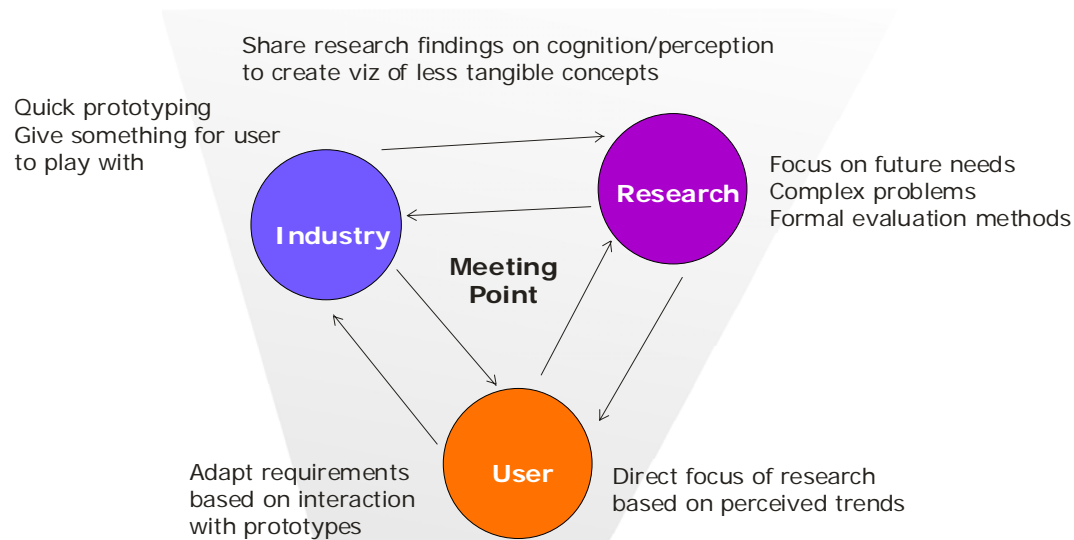 Share research findings on cognition/perception
to create viz of less tangible concepts
Quick prototyping
Give something for user
to play with
Industry
Research
Focus on future needs
Complex problems
Formal evaluation methods
Meeting
Point
User
Adapt requirements
based on interaction
with prototypes
Direct focus of research
based on perceived trends